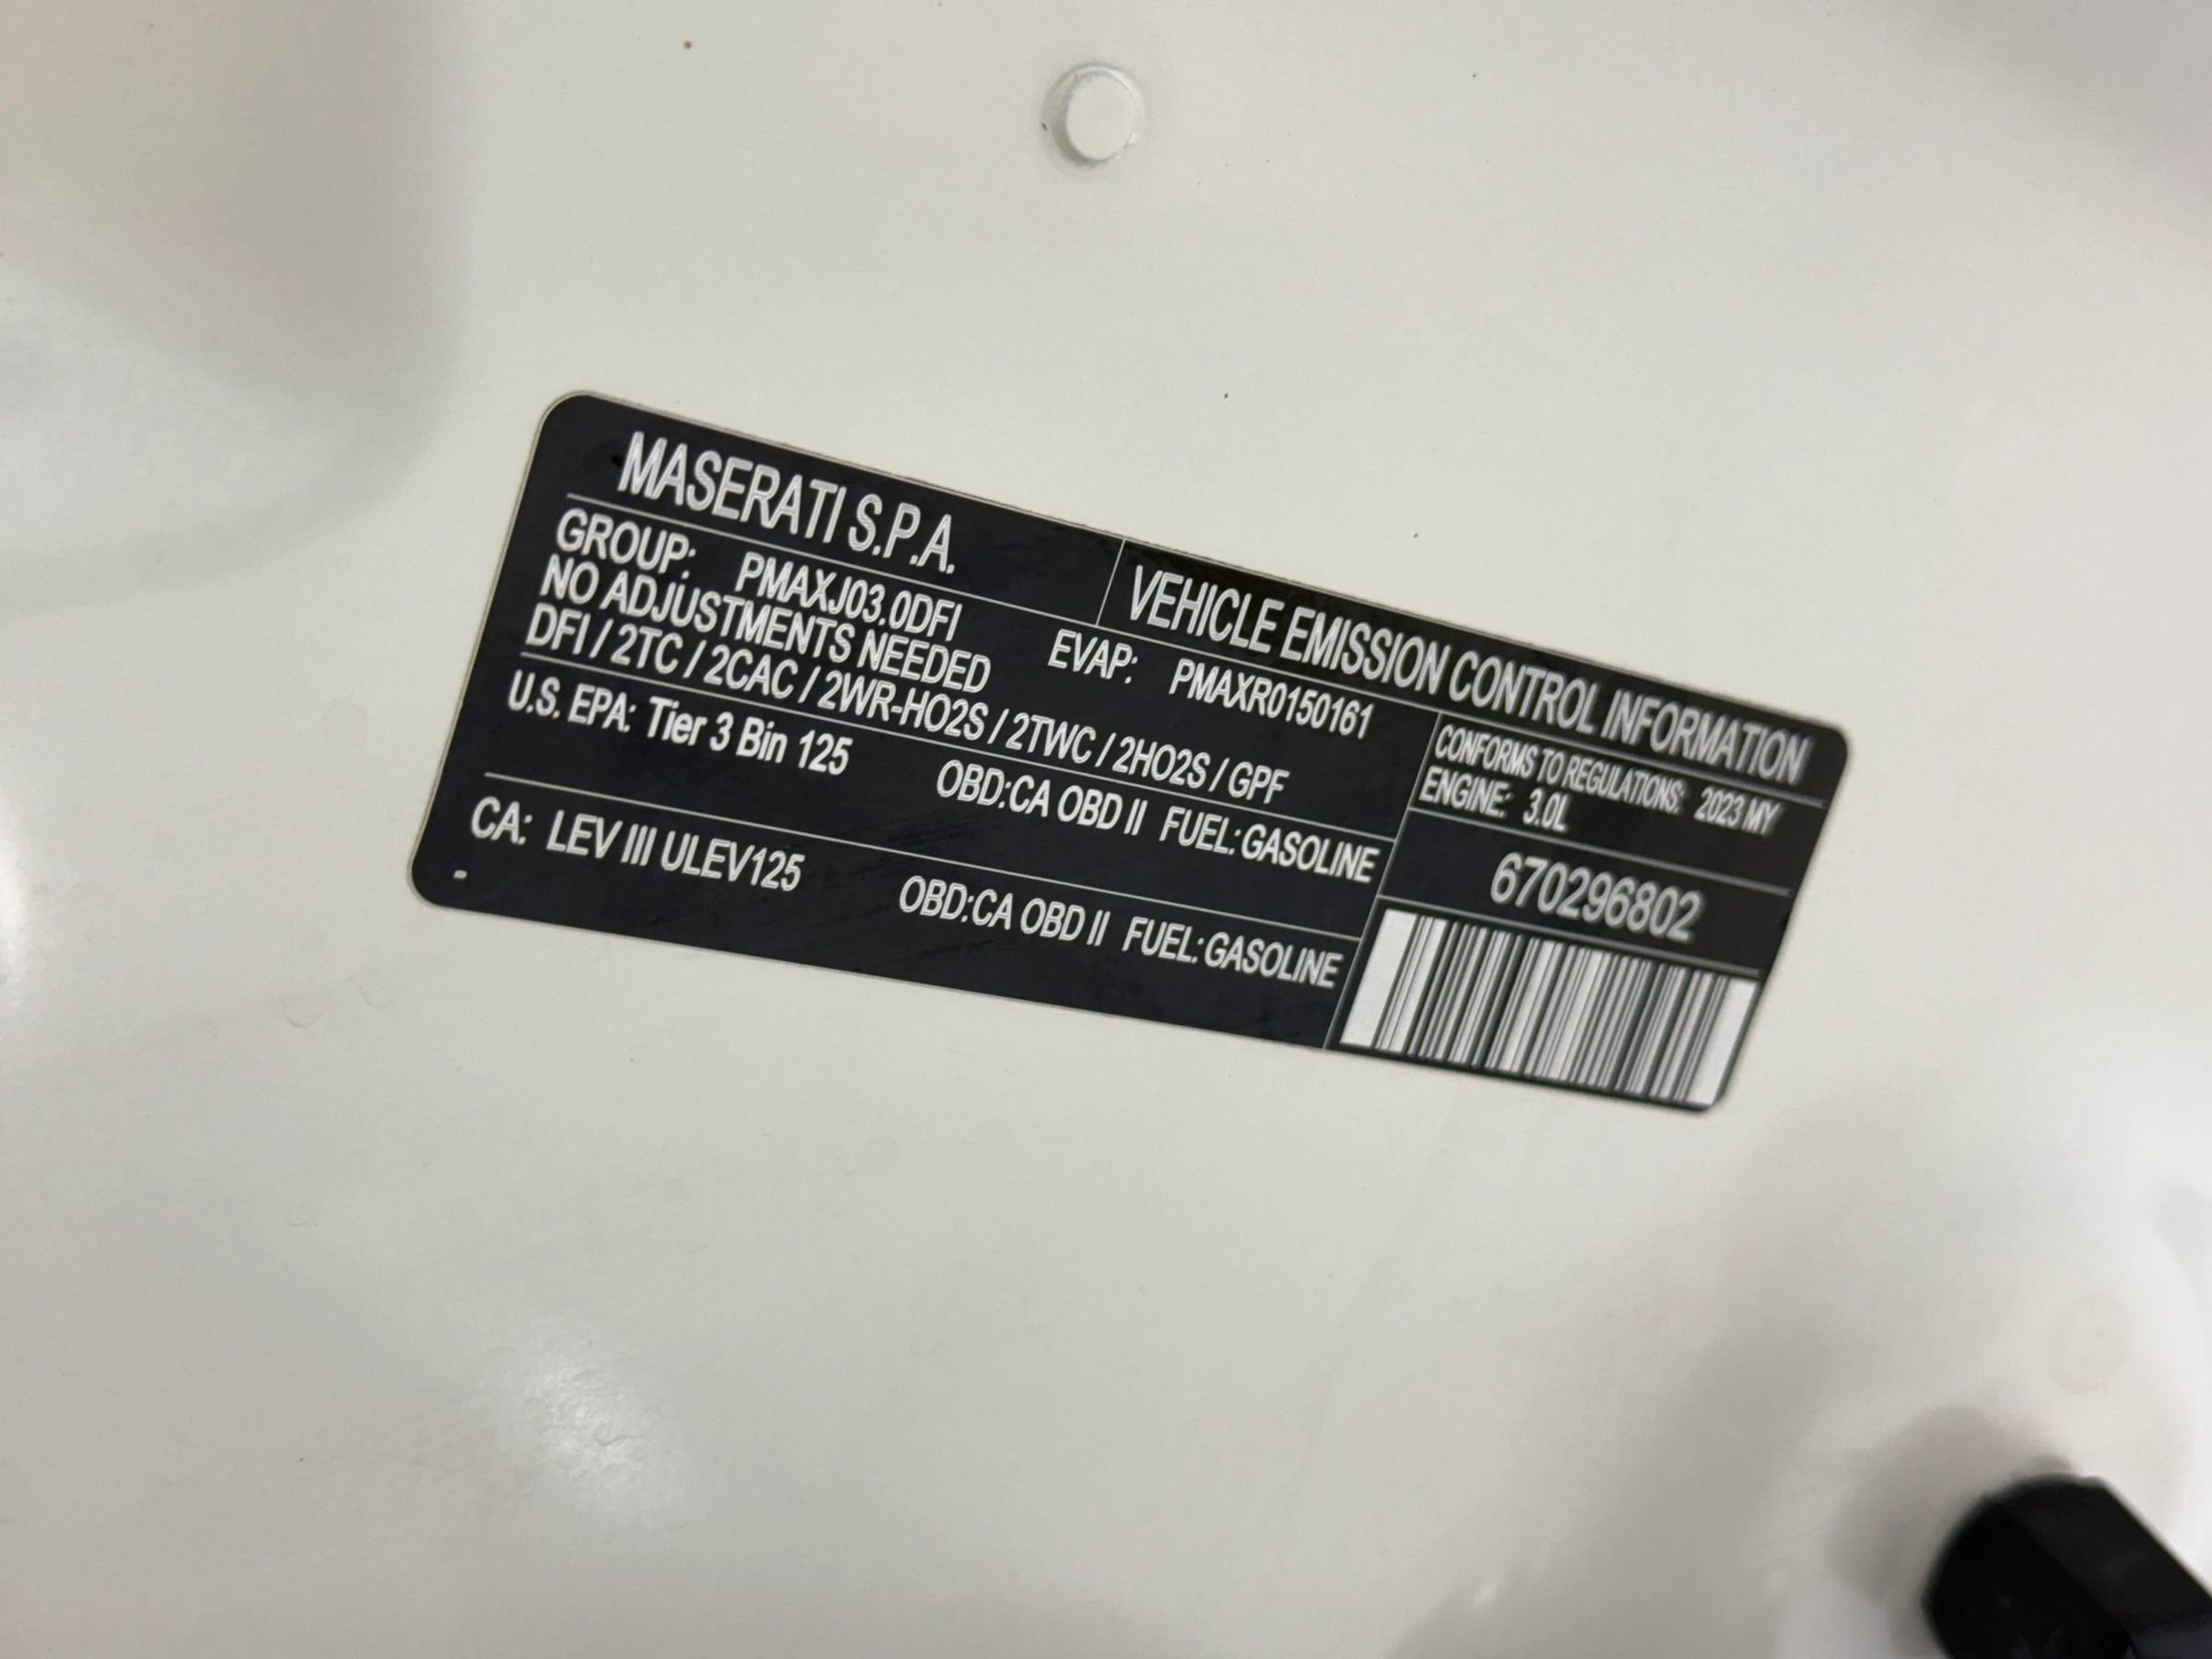 MASERATI S.P.A.
VEHICLE EMISSION CONTROL INFORMATION
GROUP: PMAXJ03.0DFI EVAP: PMAXR0150161
NO ADJUSTMENTS NEEDED
DFI / 2TC / 2CAC / 2WR-HO2S / 2TWC / 2HO2S / GPF
CONFORMS TO REGULATIONS: 2023 MY
ENGINE: 3.0L
U.S. EPA: Tier 3 Bin 125 OBD:CA OBD II FUEL:GASOLINE
670296802
CA: LEV III ULEV125 OBD:CA OBD II FUEL:GASOLINE
-